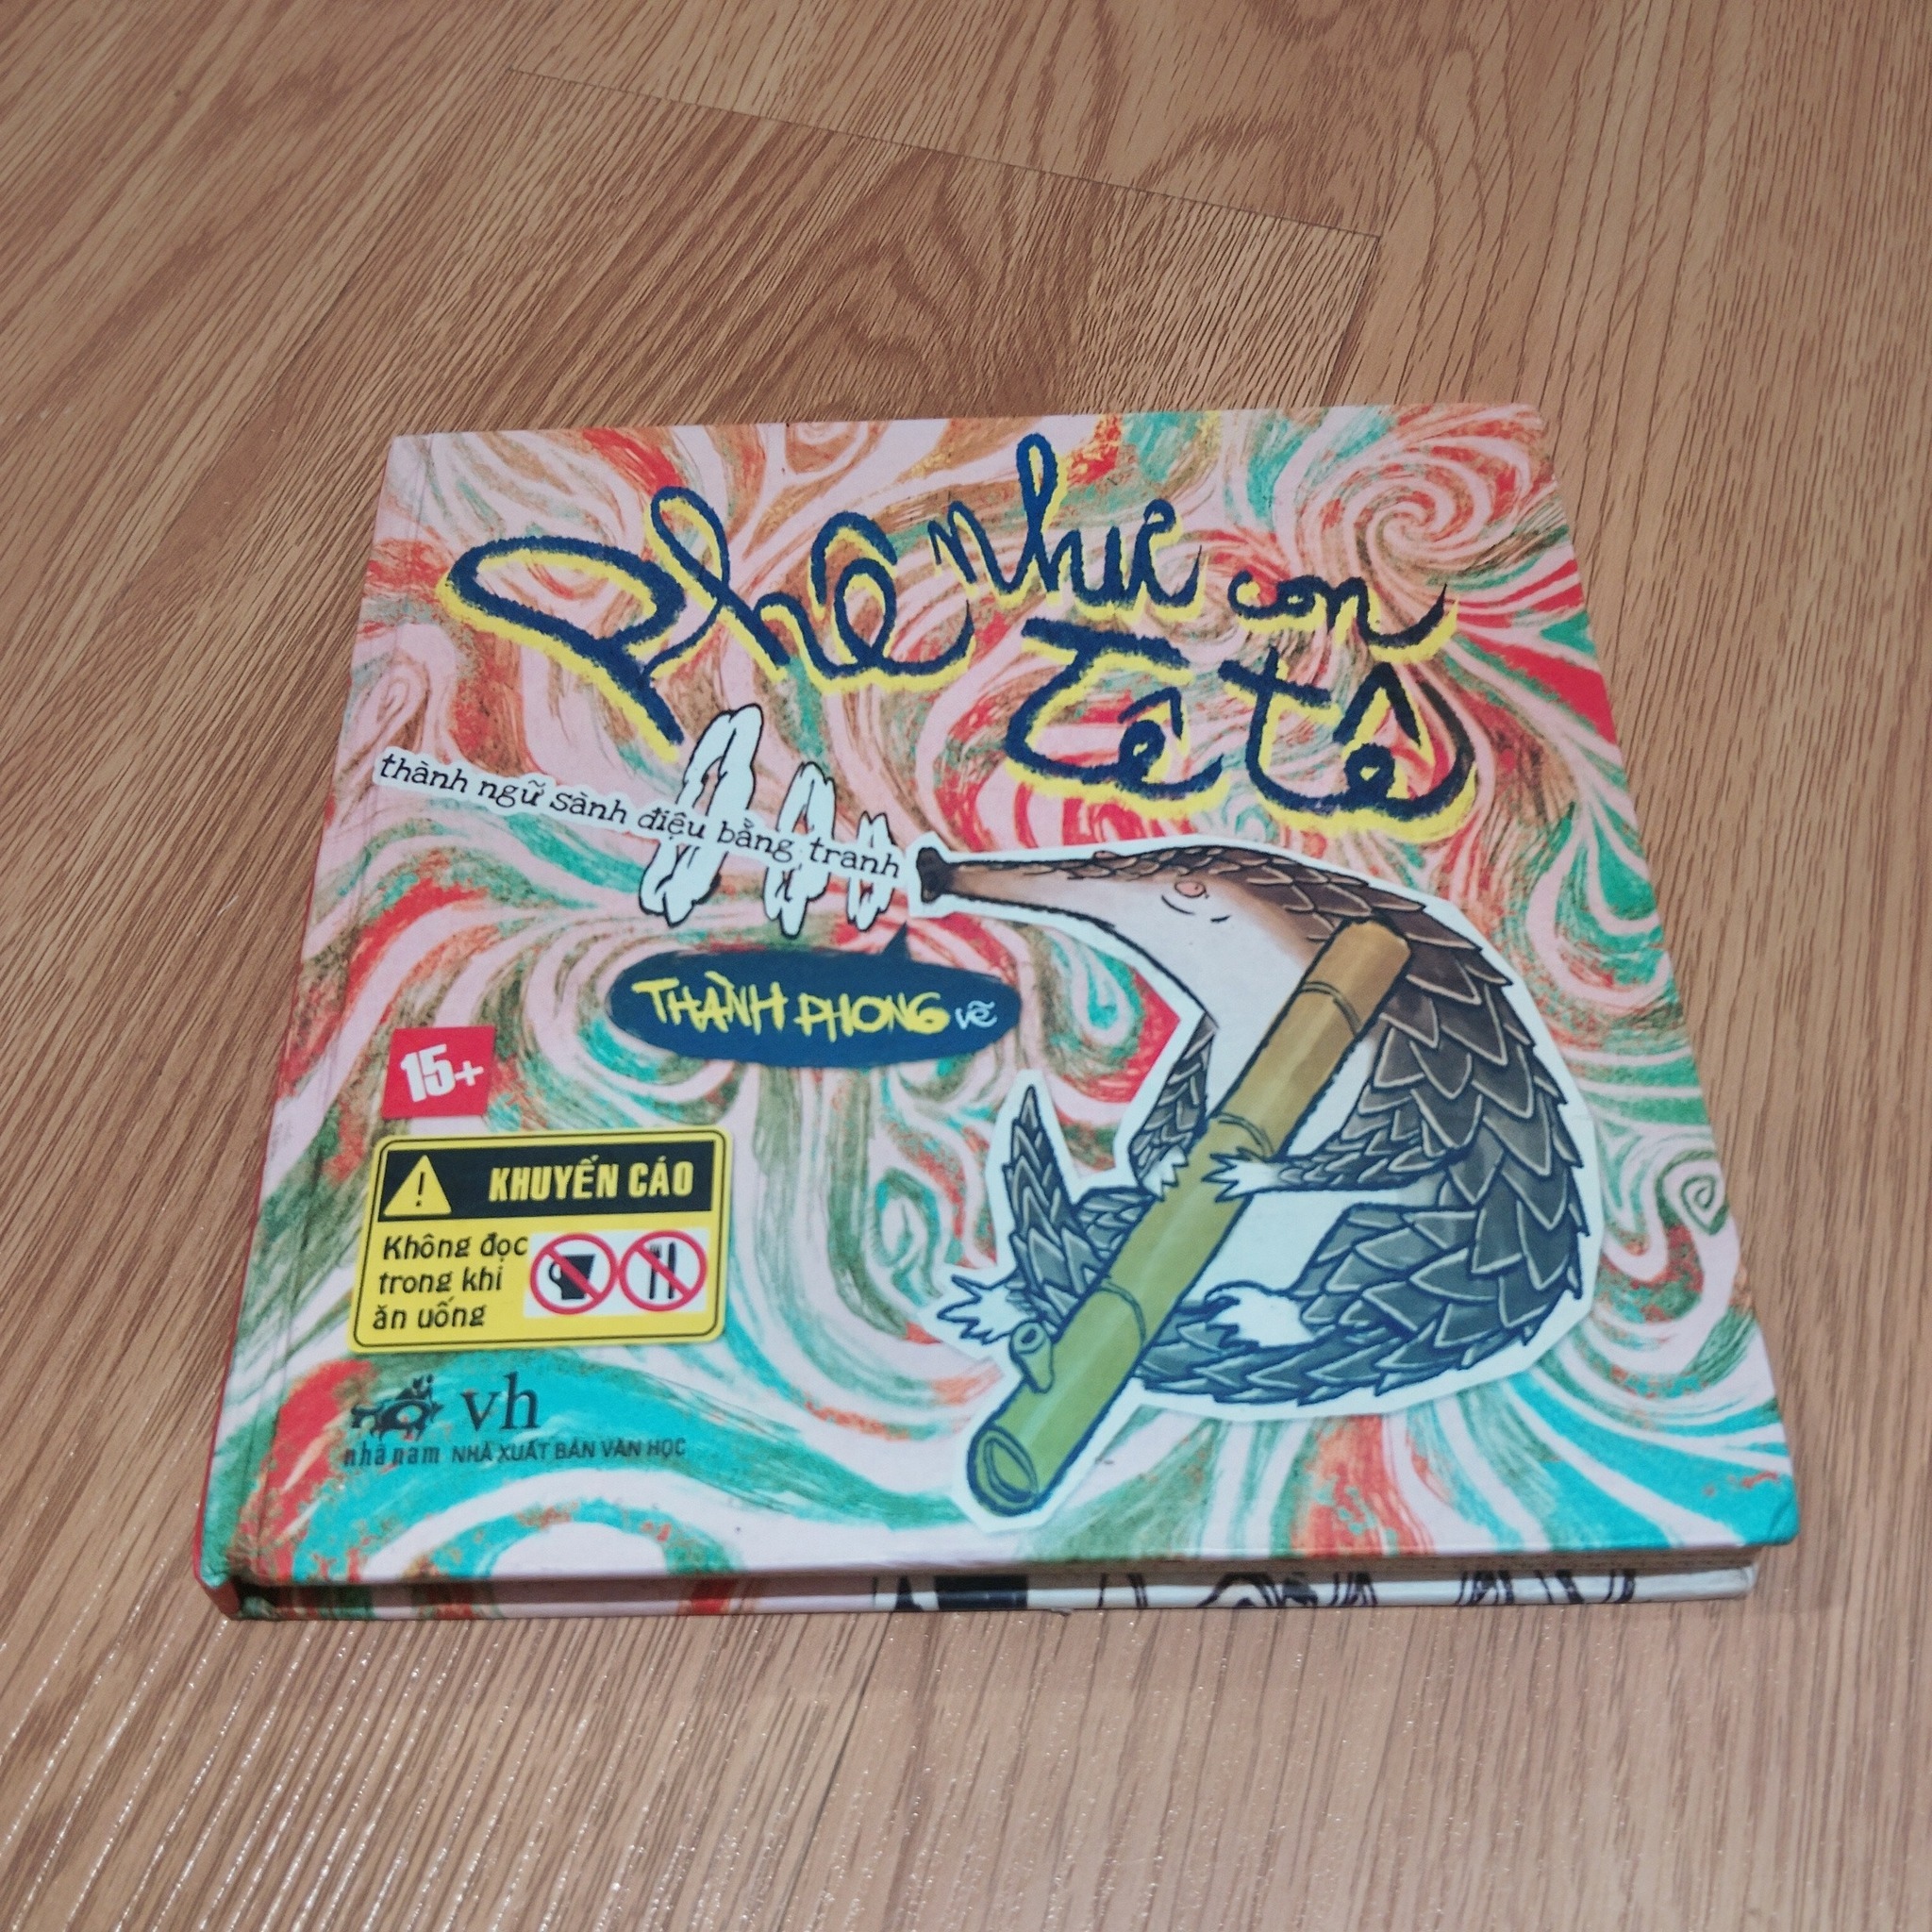 Phê như con
Tê tê
thành ngữ sành điệu bằng tranh
THÀNH PHONG vẽ
15+
KHUYẾN CÁO
Không đọc
trong khi
ăn uống
vh
nhã nam NHÀ XUẤT BẢN VĂN HỌC